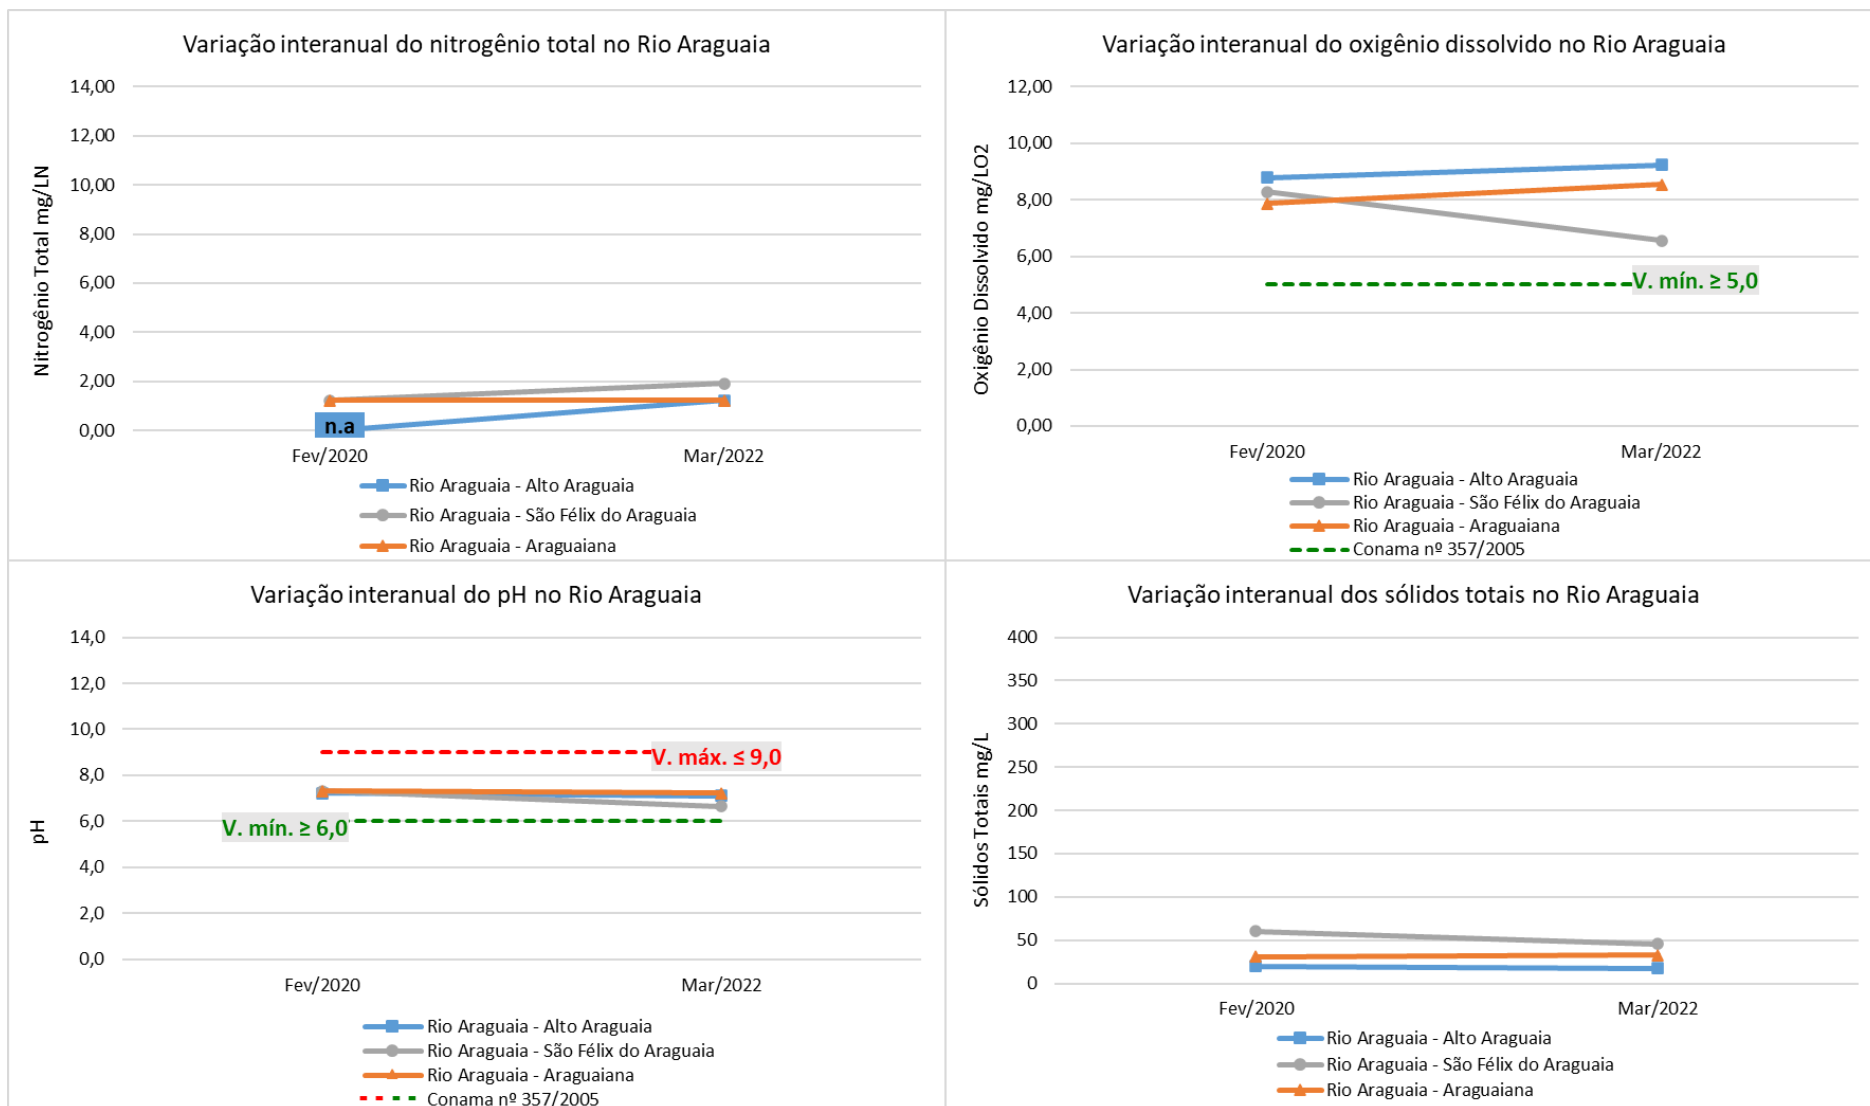 Variação interanual do nitrogênio total no Rio Araguaia
Nitrogênio Total mg/LN
14,00
12,00
10,00
8,00
6,00
4,00
2,00
0,00
n.a
Fev/2020
Mar/2022
Rio Araguaia - Alto Araguaia
Rio Araguaia - São Félix do Araguaia
Rio Araguaia - Araguaiana
Variação interanual do oxigênio dissolvido no Rio Araguaia
Oxigênio Dissolvido mg/LO2
12,00
10,00
8,00
6,00
4,00
2,00
0,00
V. mín. ≥ 5,0
Fev/2020
Mar/2022
Rio Araguaia - Alto Araguaia
Rio Araguaia - São Félix do Araguaia
Rio Araguaia - Araguaiana
Conama nº 357/2005
Variação interanual do pH no Rio Araguaia
pH
14,0
12,0
10,0
8,0
6,0
4,0
2,0
0,0
V. máx. ≤ 9,0
V. mín. ≥ 6,0
Fev/2020
Mar/2022
Rio Araguaia - Alto Araguaia
Rio Araguaia - São Félix do Araguaia
Rio Araguaia - Araguaiana
Conama nº 357/2005
Variação interanual dos sólidos totais no Rio Araguaia
Sólidos Totais mg/L
400
350
300
250
200
150
100
50
0
Fev/2020
Mar/2022
Rio Araguaia - Alto Araguaia
Rio Araguaia - São Félix do Araguaia
Rio Araguaia - Araguaiana